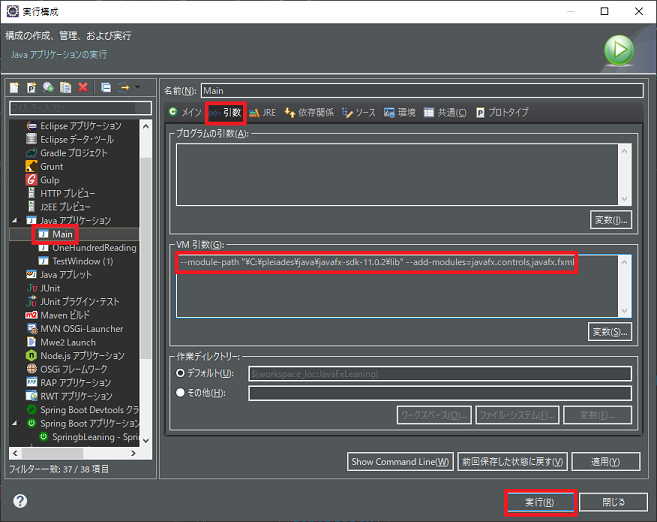 実行構成
構成の作成、管理、および実行
Java アプリケーションの実行
フィルター入力
Eclipse アプリケーション
Eclipse データ・ツール
Gradle プロジェクト
Grunt
Gulp
HTTP プレビュー
J2EE プレビュー
Java アプリケーション
Main
OneHundredReading
TestWindow (1)
Java アプレット
JUnit
JUnit プラグイン・テスト
Maven ビルド
MVN OSGi-Launcher
Mwe2 Launch
Node.js アプリケーション
OSGi フレームワーク
RAP アプリケーション
RWT アプリケーション
Spring Boot Devtools クラ
Spring Boot アプリケーション
SpringbLeaning - Spri
フィルター一致: 37 / 38 項目
名前(N): Main
メイン 引数 JRE 依存関係 ソース 環境 共通(C) プロトタイプ
プログラムの引数(A):
変数(I)...
VM 引数(G):
--module-path "¥C:¥pleiades¥java¥javafx-sdk-11.0.2¥lib" --add-modules=javafx.controls,javafx.fxml
変数(S)...
作業ディレクトリー:
デフォルト(U): ${workspace_loc:JavaFxLeaning}
その他(H):
ワークスペース(O)... ファイル・システム(F)... 変数(E)...
Show Command Line(W) 前回保存した状態に戻す(V) 適用(Y)
実行(R) 閉じる